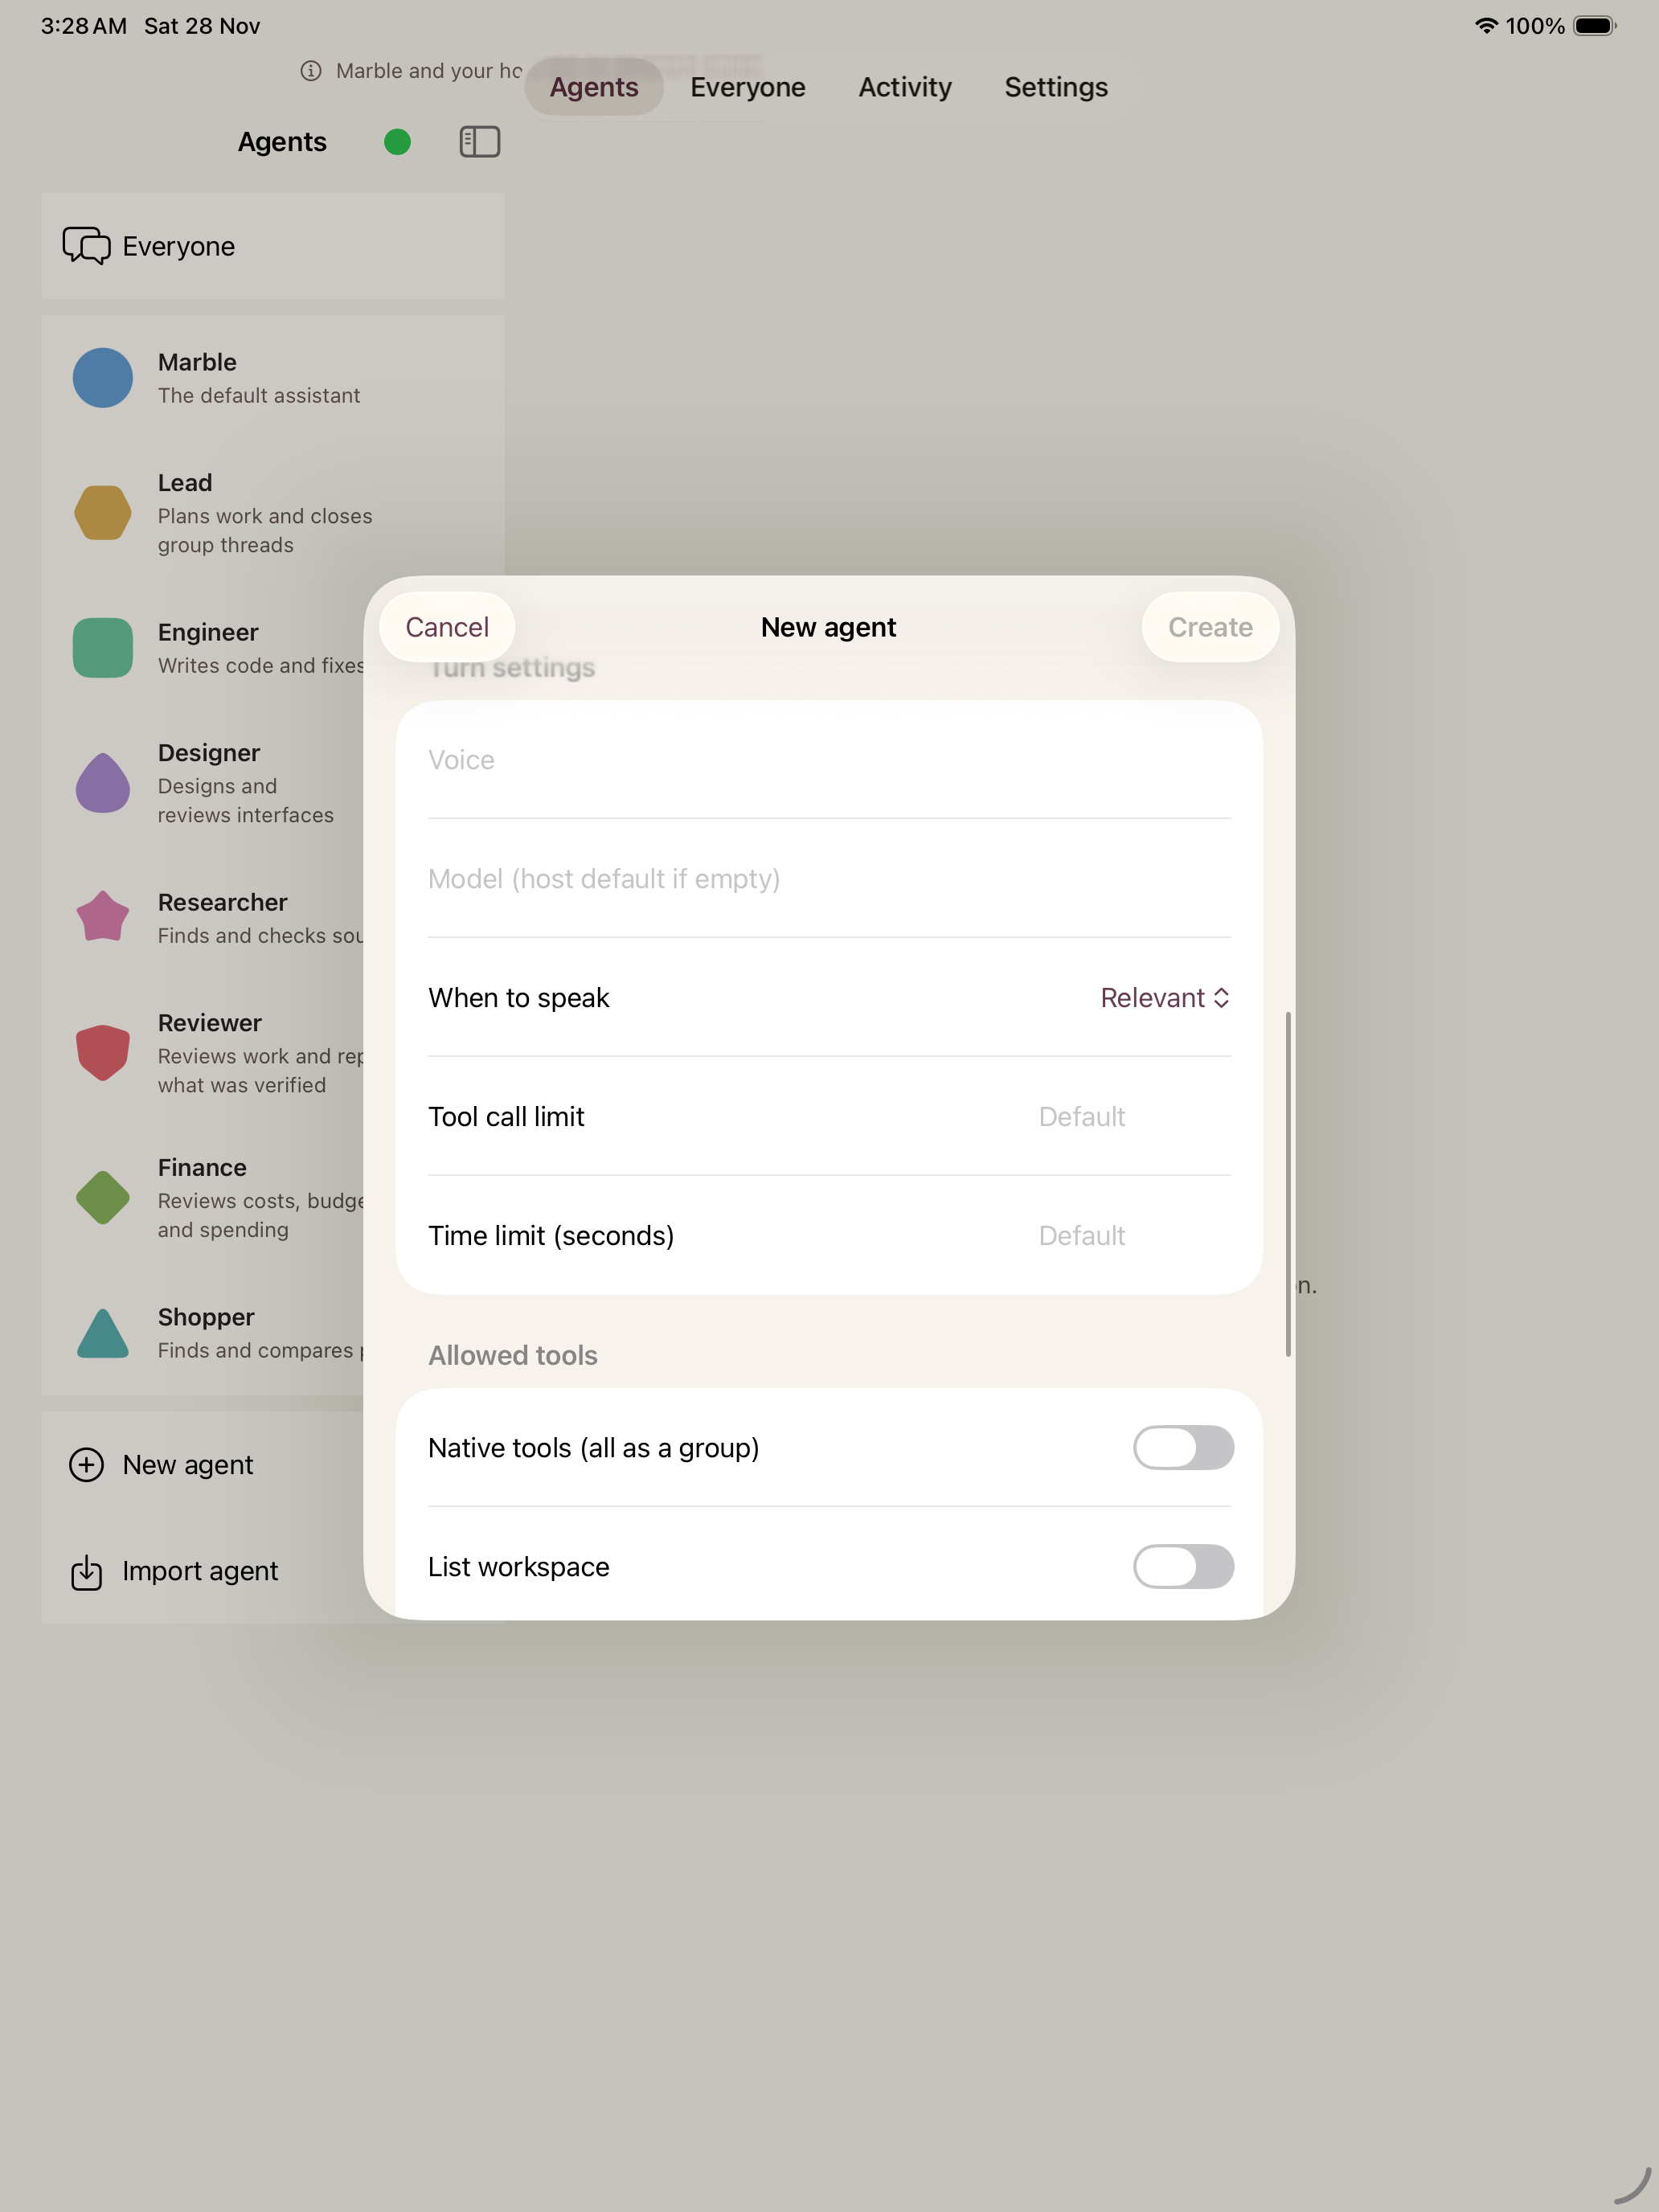 3:28 AM Sat 28 Nov
100%
Marble and your ho
Agents
Everyone
Activity
Settings
Agents
Everyone
Marble
The default assistant
Lead
Plans work and closes
group threads
Engineer
Writes code and fixes
Designer
Designs and
reviews interfaces
Researcher
Finds and checks sou
Reviewer
Reviews work and rep
what was verified
Finance
Reviews costs, budge
and spending
Shopper
Finds and compares p
New agent
Import agent
Cancel
New agent
Create
Turn settings
Voice
Model (host default if empty)
When to speak
Relevant
Tool call limit
Default
Time limit (seconds)
Default
n.
Allowed tools
Native tools (all as a group)
List workspace